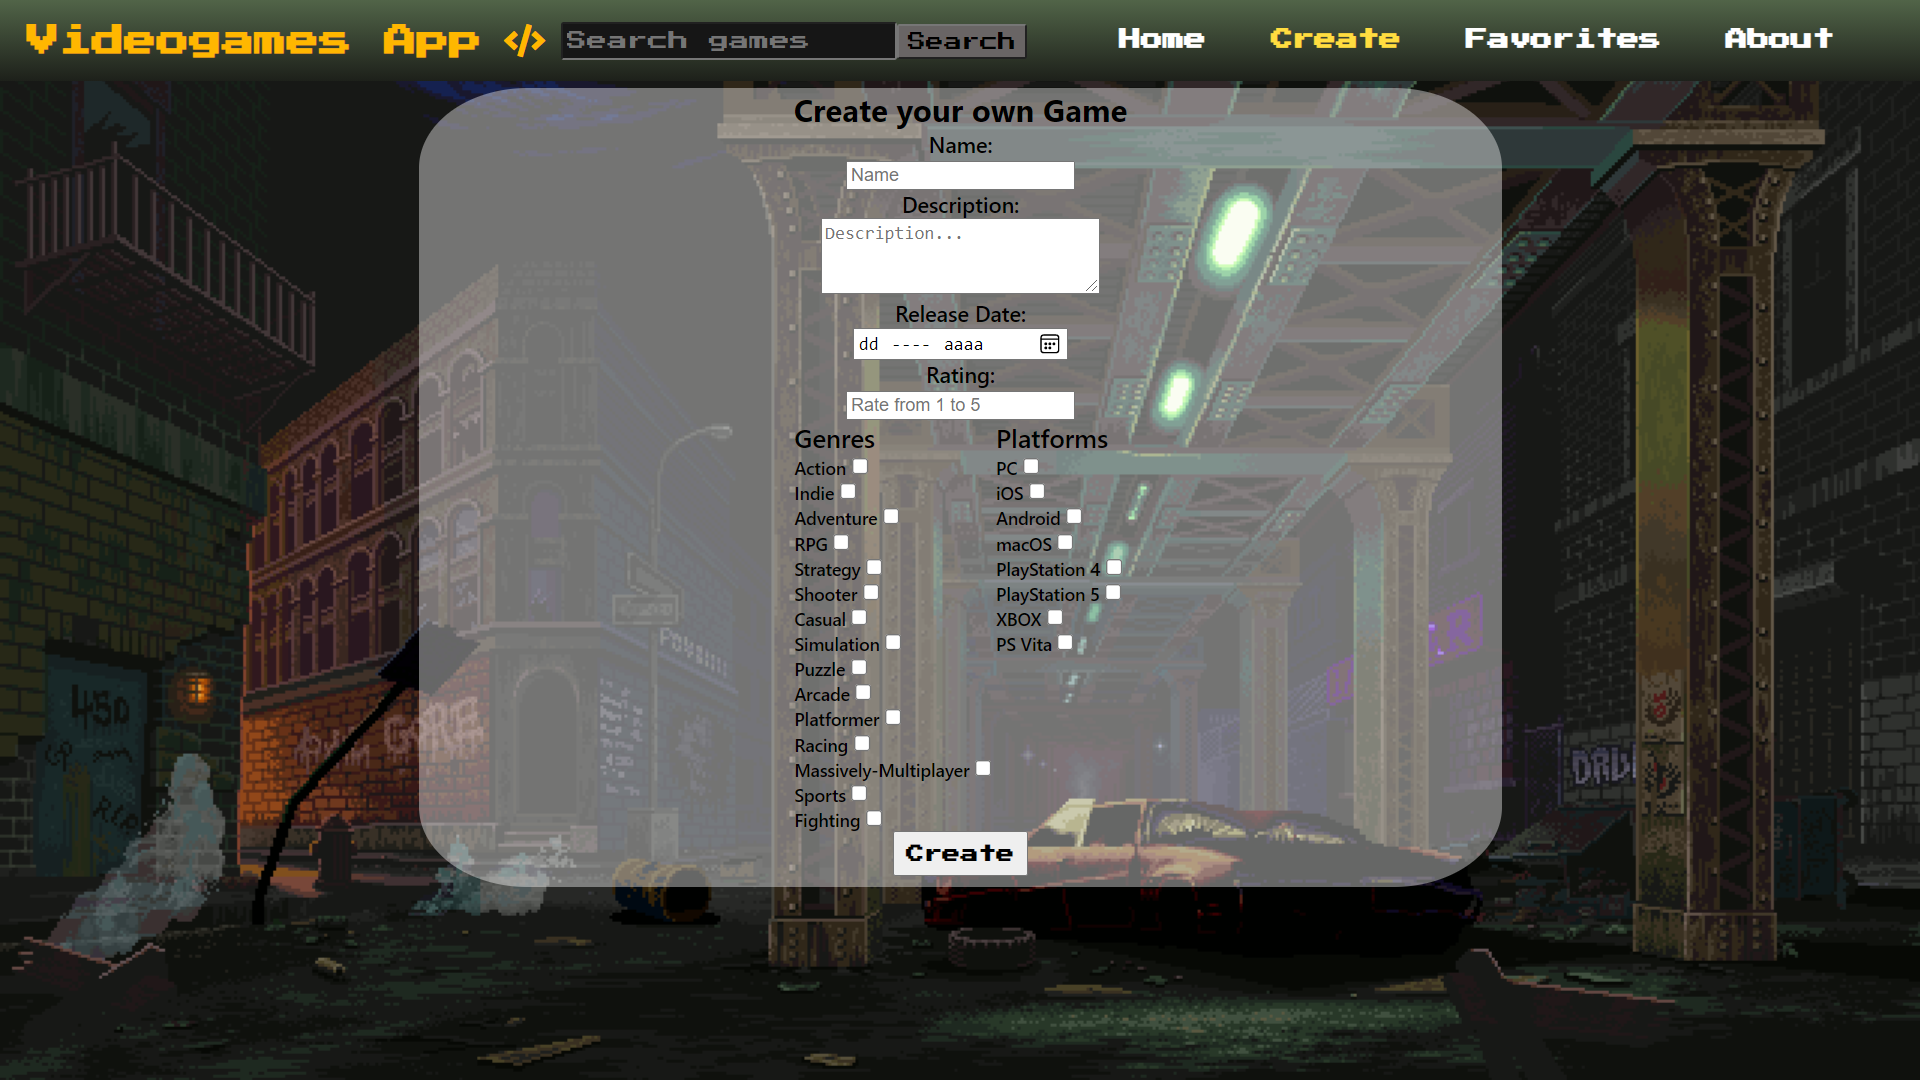 Videogames App </> Search games Search Home Create Favorites About
Create your own Game
Name:
Name
Description:
Description...
Release Date:
dd ---- aaaa
Rating:
Rate from 1 to 5
Genres
Action
Indie
Adventure
RPG
Strategy
Shooter
Casual
Simulation
Puzzle
Arcade
Platformer
Racing
Massively-Multiplayer
Sports
Fighting
Platforms
PC
iOS
Android
macOS
PlayStation 4
PlayStation 5
XBOX
PS Vita
Create
450